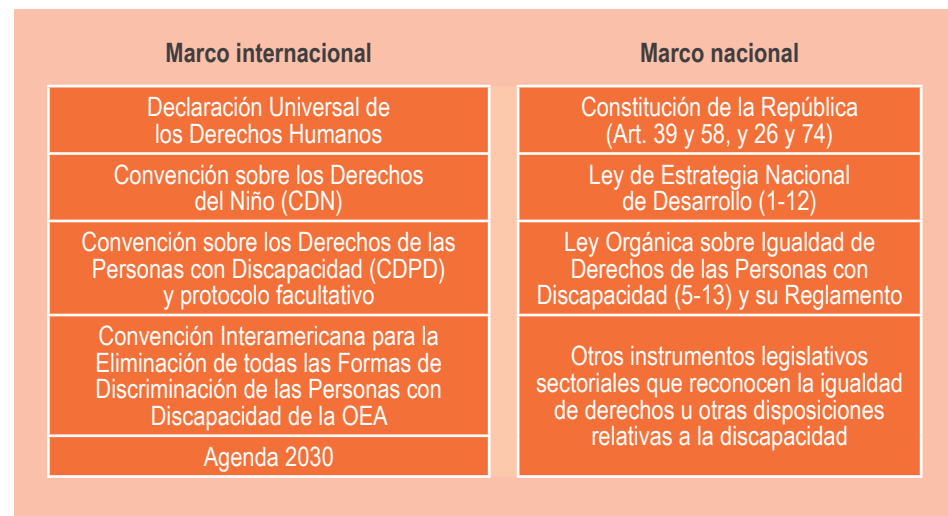 Marco internacional
Declaración Universal de
los Derechos Humanos
Convención sobre los Derechos
del Niño (CDN)
Convención sobre los Derechos de las
Personas con Discapacidad (CDPD)
y protocolo facultativo
Convención Interamericana para la
Eliminación de todas las Formas de
Discriminación de las Personas con
Discapacidad de la OEA
Agenda 2030
Marco nacional
Constitución de la República
(Art. 39 y 58, y 26 y 74)
Ley de Estrategia Nacional
de Desarrollo (1-12)
Ley Orgánica sobre Igualdad de
Derechos de las Personas con
Discapacidad (5-13) y su Reglamento
Otros instrumentos legislativos
sectoriales que reconocen la igualdad
de derechos u otras disposiciones
relativas a la discapacidad